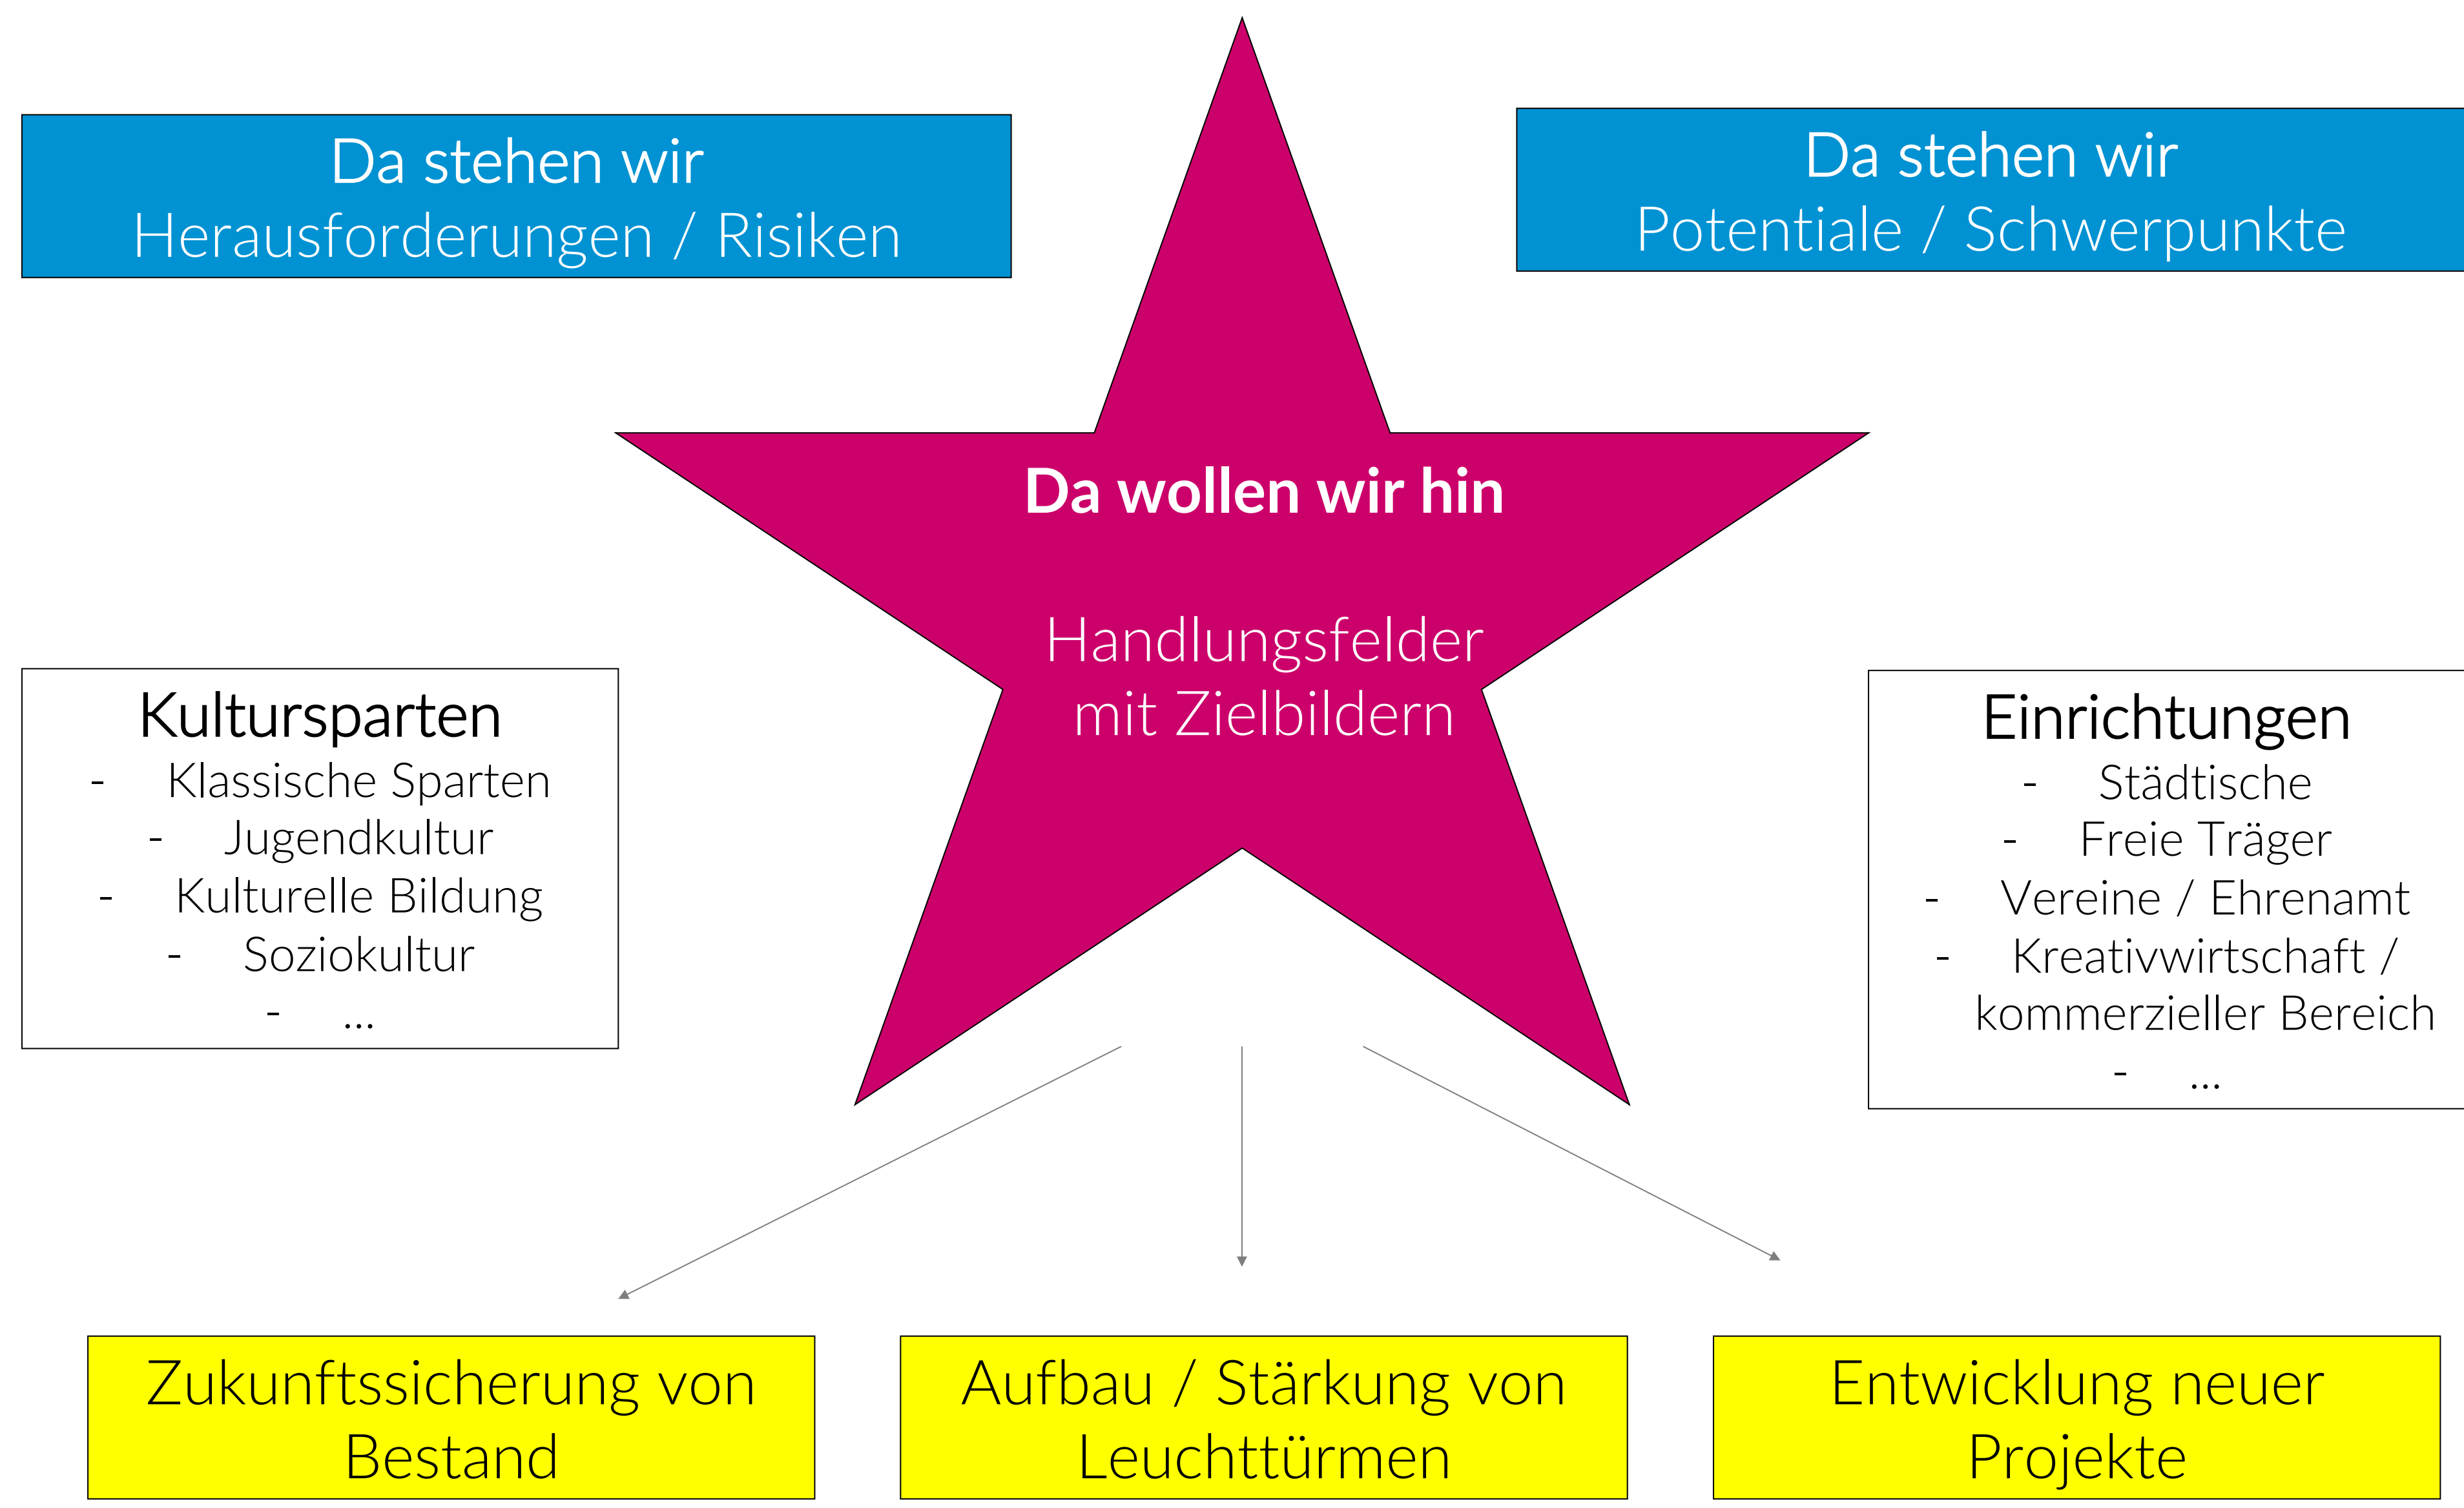 Da stehen wir
Herausforderungen / Risiken
Da stehen wir
Potentiale / Schwerpunkte
Da wollen wir hin
Handlungsfelder
mit Zielbildern
Kultursparten
- Klassische Sparten
- Jugendkultur
- Kulturelle Bildung
- Soziokultur
- ...
Einrichtungen
- Städtische
- Freie Träger
- Vereine / Ehrenamt
- Kreativwirtschaft /
kommerzieller Bereich
- ...
Zukunftssicherung von
Bestand
Aufbau / Stärkung von
Leuchttürmen
Entwicklung neuer
Projekte